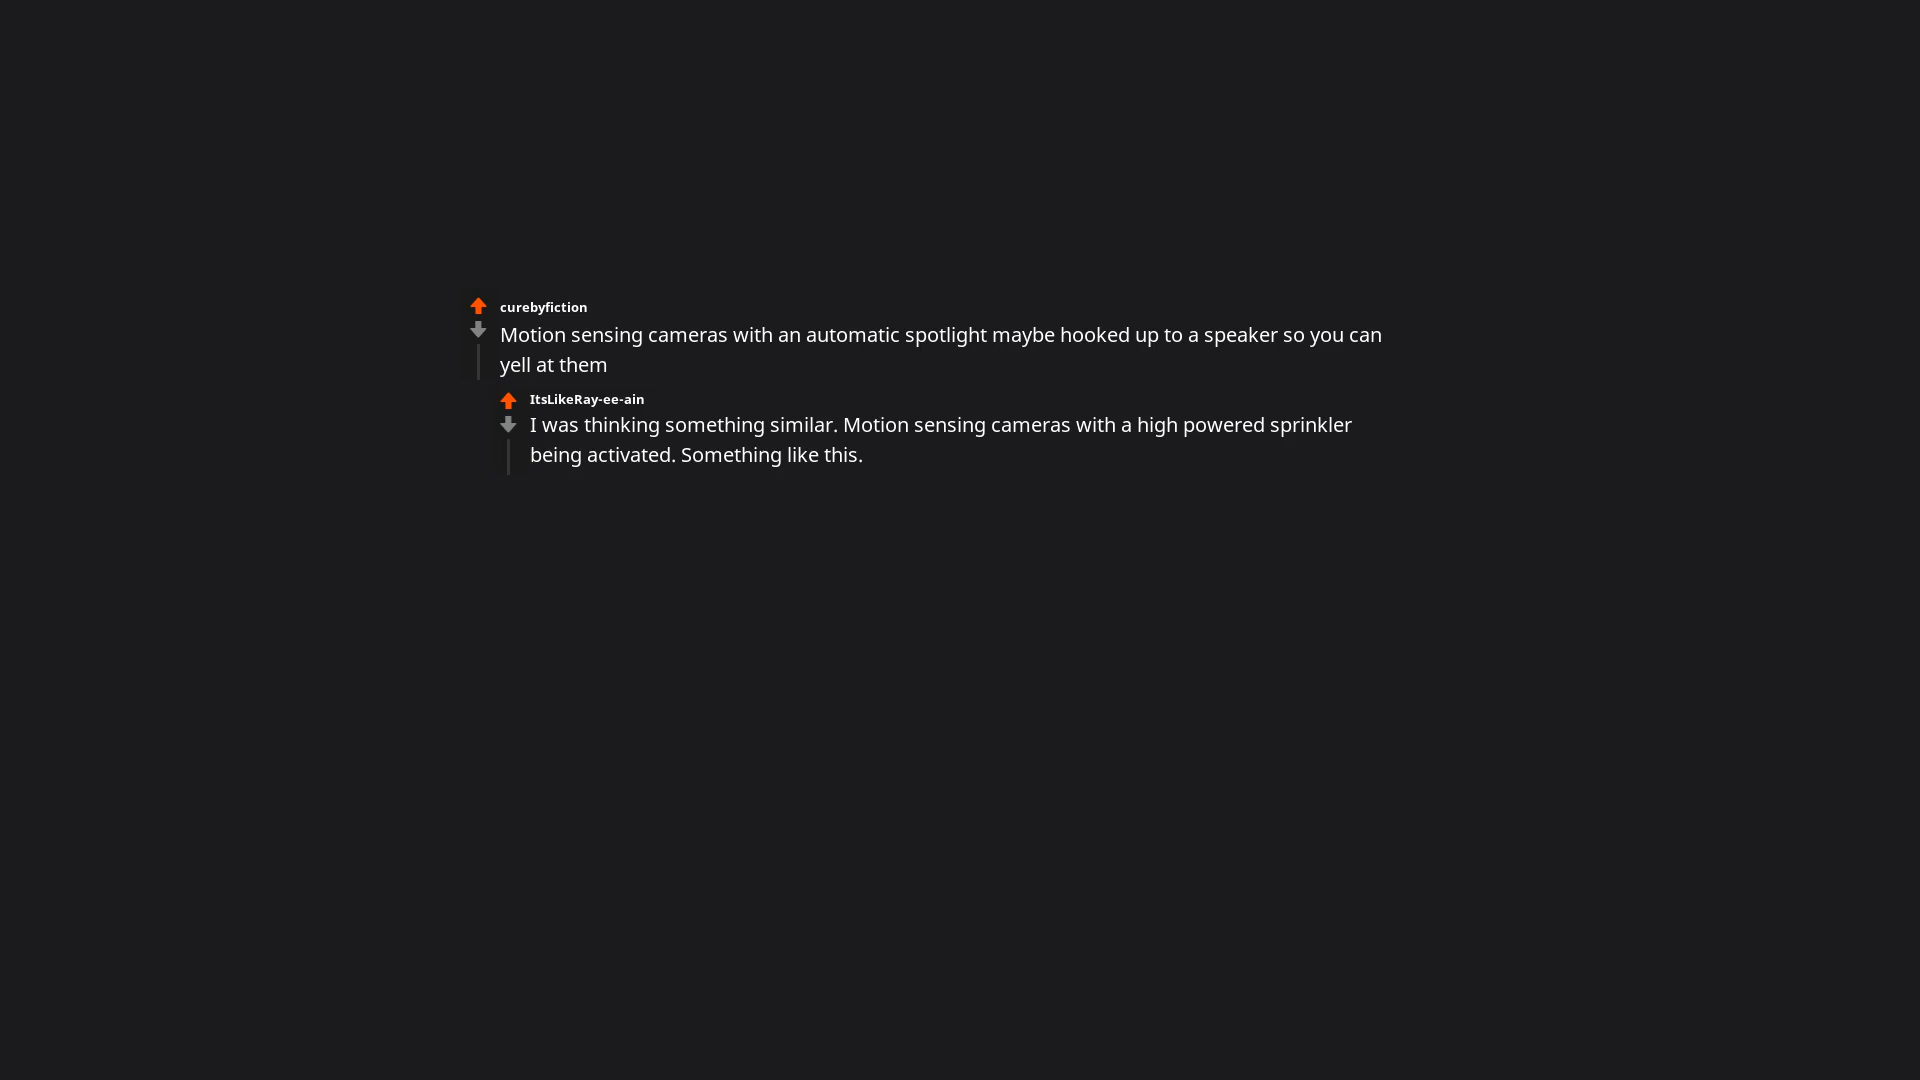 curebyfiction
Motion sensing cameras with an automatic spotlight maybe hooked up to a speaker so you can
yell at them
ItsLikeRay-ee-ain
I was thinking something similar. Motion sensing cameras with a high powered sprinkler
being activated. Something like this.